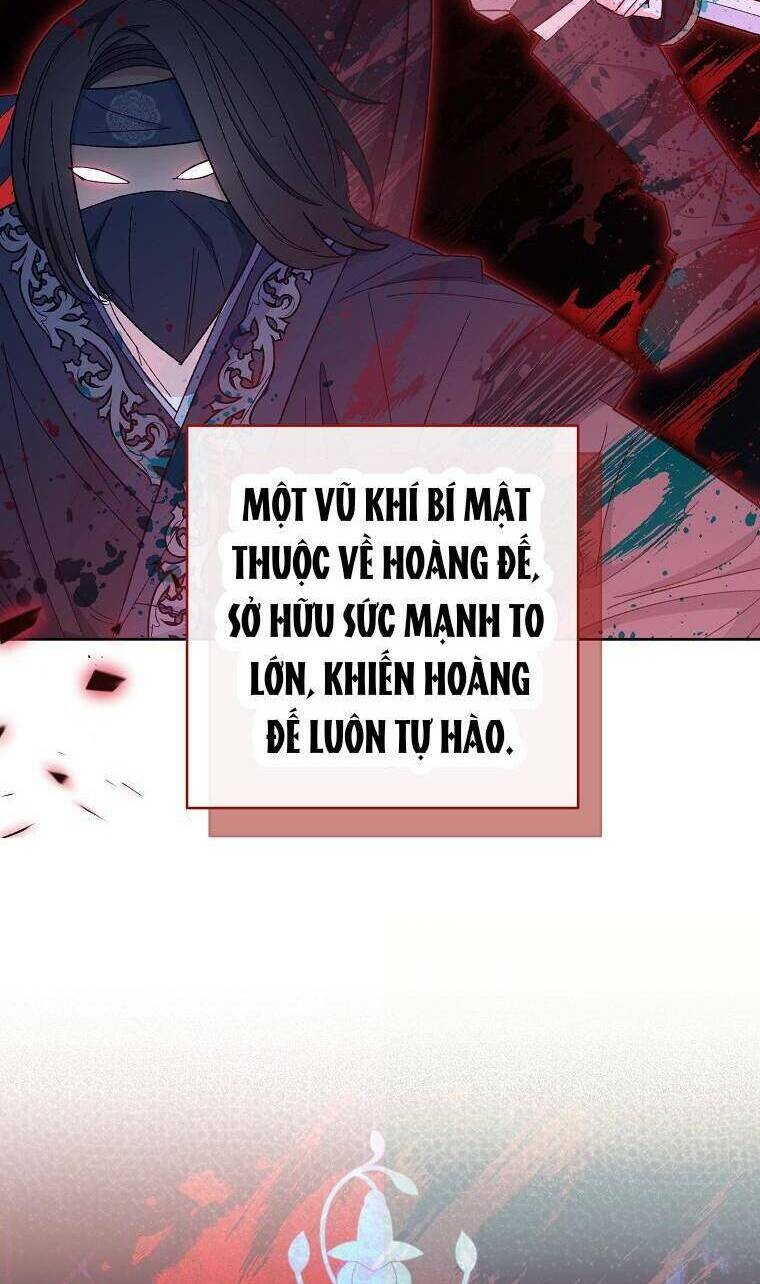 MỘT VŨ KHÍ BÍ MẬT
THUỘC VỀ HOÀNG ĐẾ,
SỞ HỮU SỨC MẠNH TO
LỚN, KHIẾN HOÀNG
ĐẾ LUÔN TỰ HÀO.